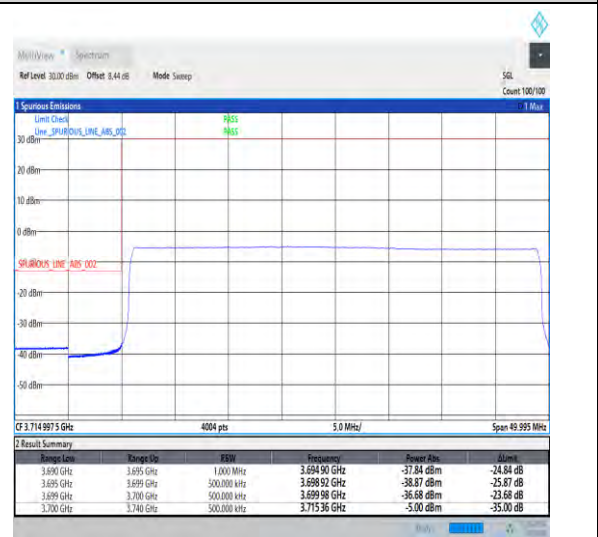 MultiView Spectrum
Ref Level 30.00 dBm Offset 8.44 dB Mode Sweep SGL
Count 100/100
1 Spurious Emissions 1 Max
Limit Check PASS
Line _SPURIOUS_LINE_ABS_002 PASS
30 dBm
20 dBm
10 dBm
0 dBm
SPURIOUS_LINE_ABS_002
-20 dBm
-30 dBm
-40 dBm
-50 dBm
CF 3.714 997 5 GHz 4004 pts 5.0 MHz/ Span 49.995 MHz
2 Result Summary
Range Low Range Up RBW Frequency Power Abs ΔLimit
3.690 GHz 3.695 GHz 1.000 MHz 3.694 90 GHz -37.84 dBm -24.84 dB
3.695 GHz 3.699 GHz 500.000 kHz 3.698 92 GHz -38.87 dBm -25.87 dB
3.699 GHz 3.700 GHz 500.000 kHz 3.699 98 GHz -36.68 dBm -23.68 dB
3.700 GHz 3.740 GHz 500.000 kHz 3.715 36 GHz -5.00 dBm -35.00 dB